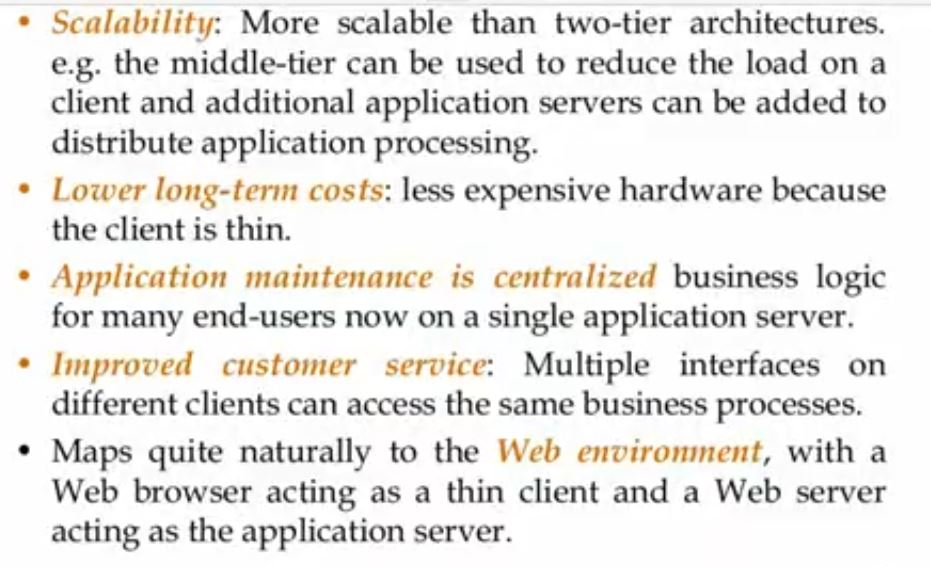 • Scalability: More scalable than two-tier architectures.
e.g. the middle-tier can be used to reduce the load on a
client and additional application servers can be added to
distribute application processing.
• Lower long-term costs: less expensive hardware because
the client is thin.
• Application maintenance is centralized business logic
for many end-users now on a single application server.
• Improved customer service: Multiple interfaces on
different clients can access the same business processes.
• Maps quite naturally to the Web environment, with a
Web browser acting as a thin client and a Web server
acting as the application server.